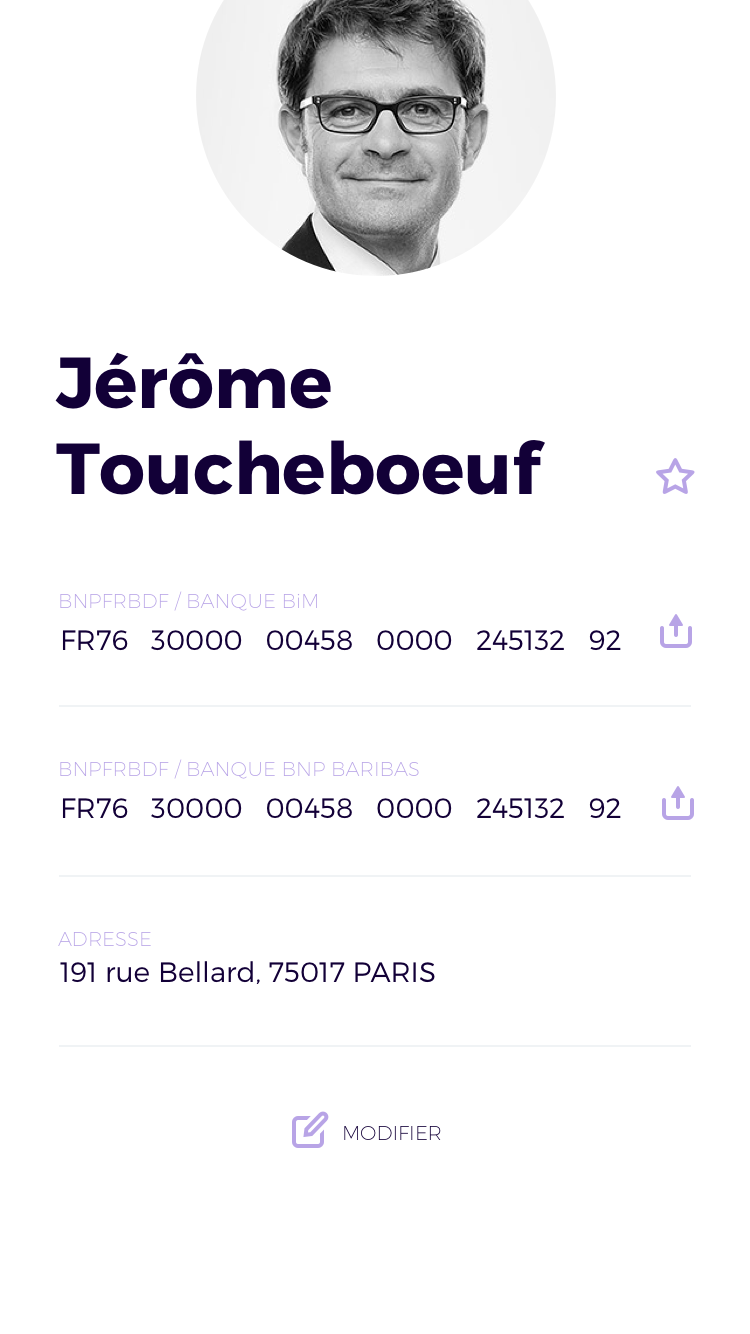 Jérôme
Toucheboeuf
BNPFRBDF / BANQUE BiM
FR76 30000 00458 0000 245132 92
BNPFRBDF / BANQUE BNP BARIBAS
FR76 30000 00458 0000 245132 92
ADRESSE
191 rue Bellard, 75017 PARIS
MODIFIER